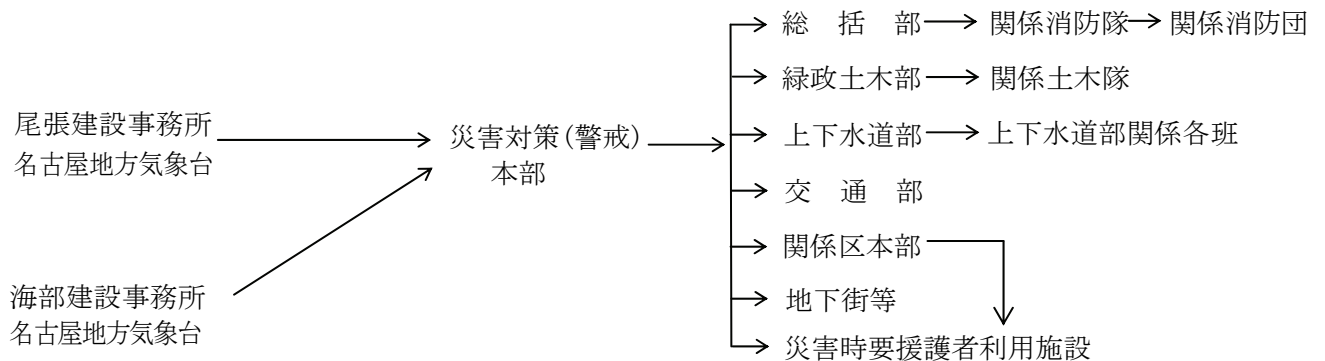 尾張建設事務所
名古屋地方気象台
海部建設事務所
名古屋地方気象台
災害対策(警戒)
本部
総括部 関係消防隊 関係消防団
緑政土木部 関係土木隊
上下水道部 上下水道部関係各班
交通部
関係区本部
地下街等
災害時要援護者利用施設